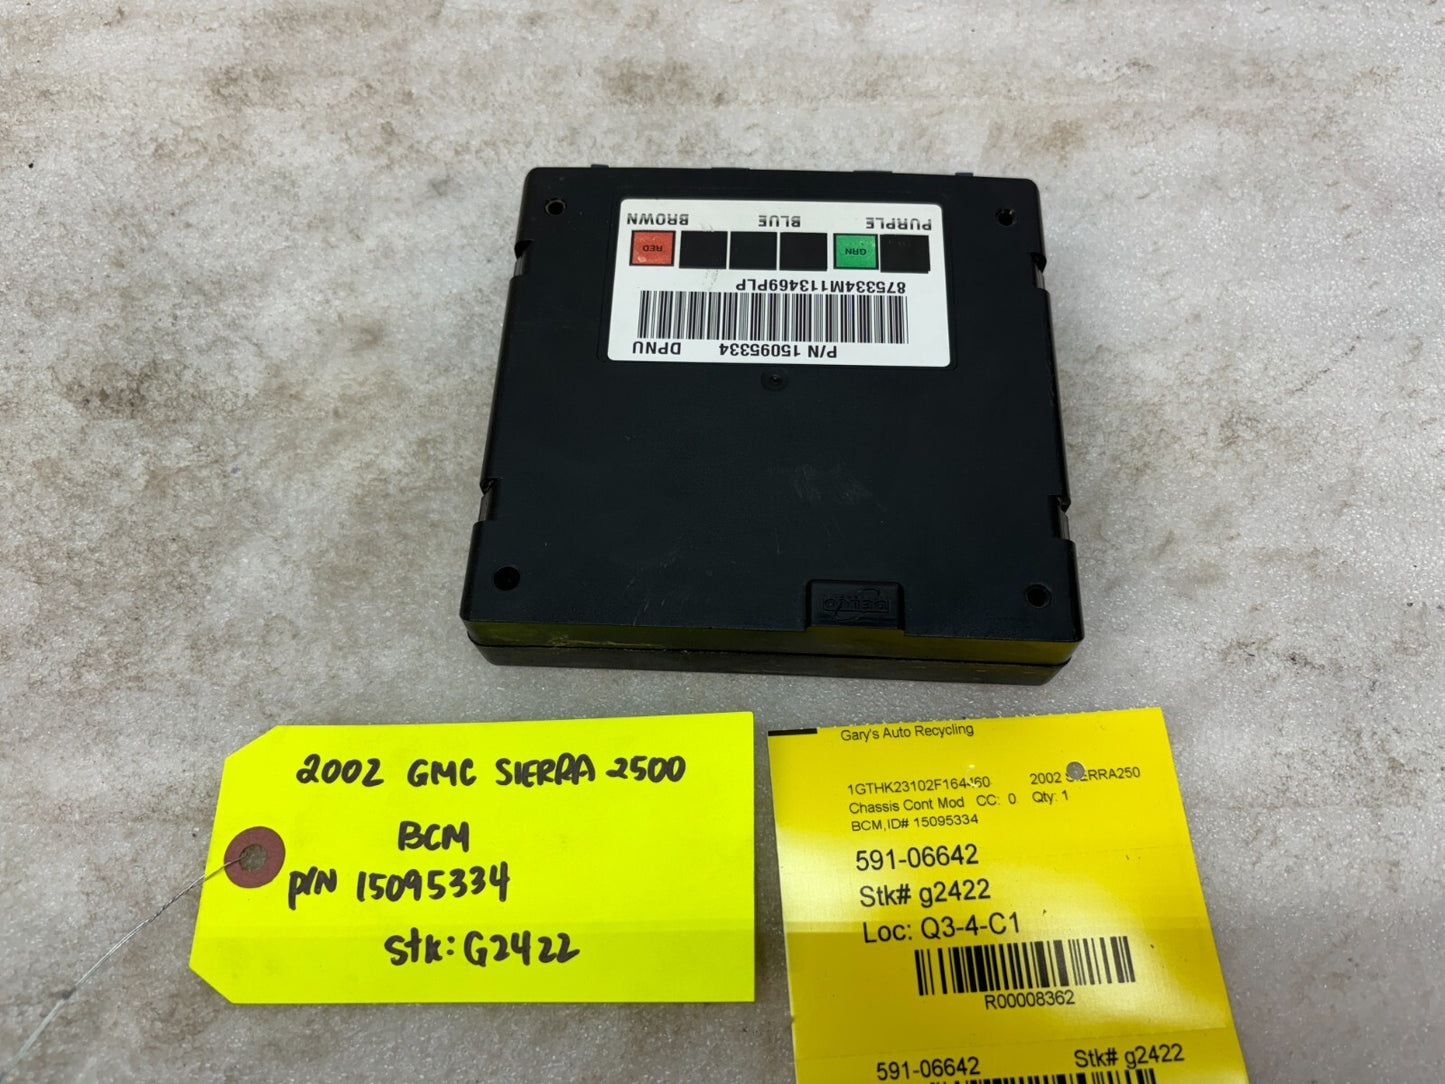 BROWN BLUE PURPLE
RED GRN
875334M113469PLP
P/N 15095334 DPNU
DELCO
2002 GMC SIERRA 2500
BCM
P/N 15095334
Stk: G2422
Gary's Auto Recycling
2002
Chassis Cont Mod CC: 0 Qty: 1
BCM,ID# 15095334
591-06642
Stk# g2422
Loc: Q3-4-C1
R00008362
591-06642 Stk# g2422